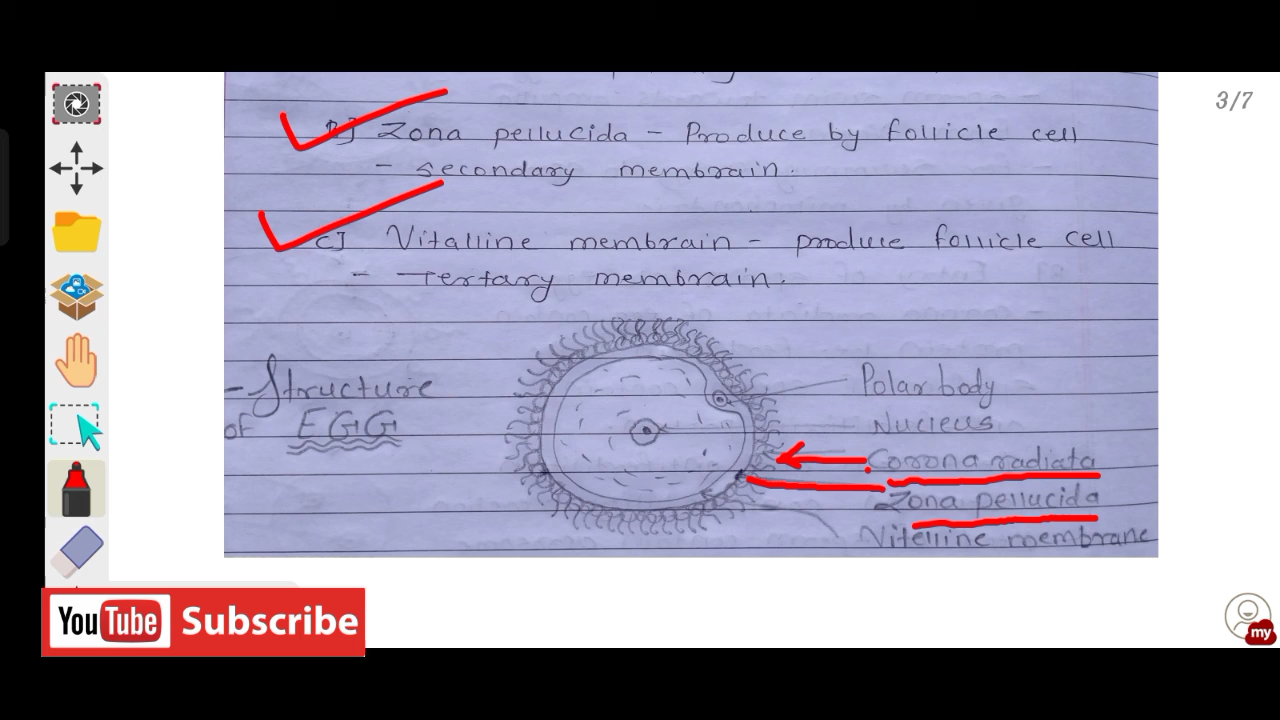 3/7
B] Zona pellucida - Produce by follicle cell
- secondary membrain.
C] Vitalline membrain - produce follicle cell
- Tertary membrain.
- Structure
of EGG
Polar body
Nucleus
Corona radiata
Zona pellucida
Vitelline membrane
YouTube Subscribe
my